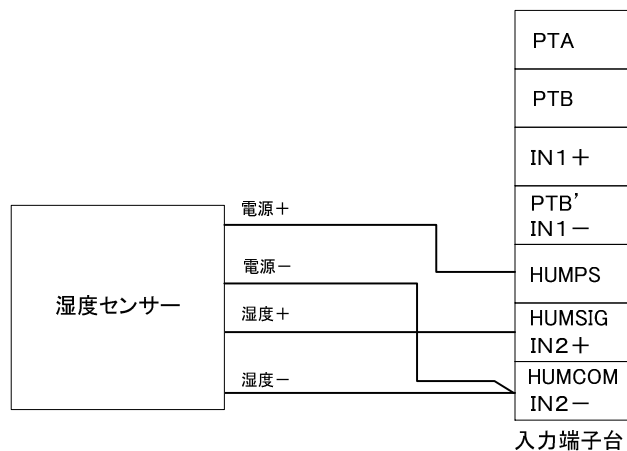 PTA
PTB
IN1＋
PTB’
IN1－
電源＋
電源－
HUMPS
湿度センサー
湿度＋
HUMSIG
IN2＋
湿度－
HUMCOM
IN2－
入力端子台